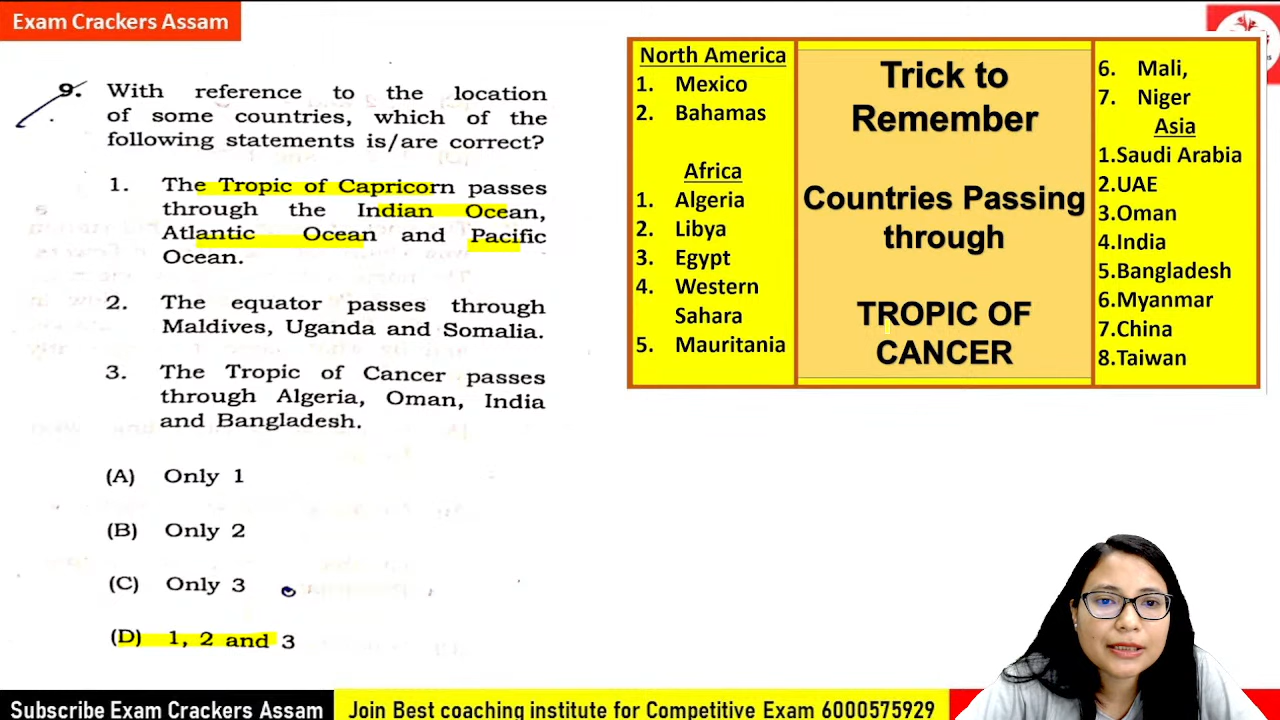 Exam Crackers Assam
9. With reference to the location
of some countries, which of the
following statements is/are correct?
1. The Tropic of Capricorn passes
through the Indian Ocean,
Atlantic Ocean and Pacific
Ocean.
2. The equator passes through
Maldives, Uganda and Somalia.
3. The Tropic of Cancer passes
through Algeria, Oman, India
and Bangladesh.
(A) Only 1
(B) Only 2
(C) Only 3
(D) 1, 2 and 3
North America
1. Mexico
2. Bahamas
Africa
1. Algeria
2. Libya
3. Egypt
4. Western
Sahara
5. Mauritania
Trick to
Remember
Countries Passing
through
TROPIC OF
CANCER
6. Mali,
7. Niger
Asia
1.Saudi Arabia
2.UAE
3.Oman
4.India
5.Bangladesh
6.Myanmar
7.China
8.Taiwan
Subscribe Exam Crackers Assam
Join Best coaching institute for Competitive Exam 6000575929